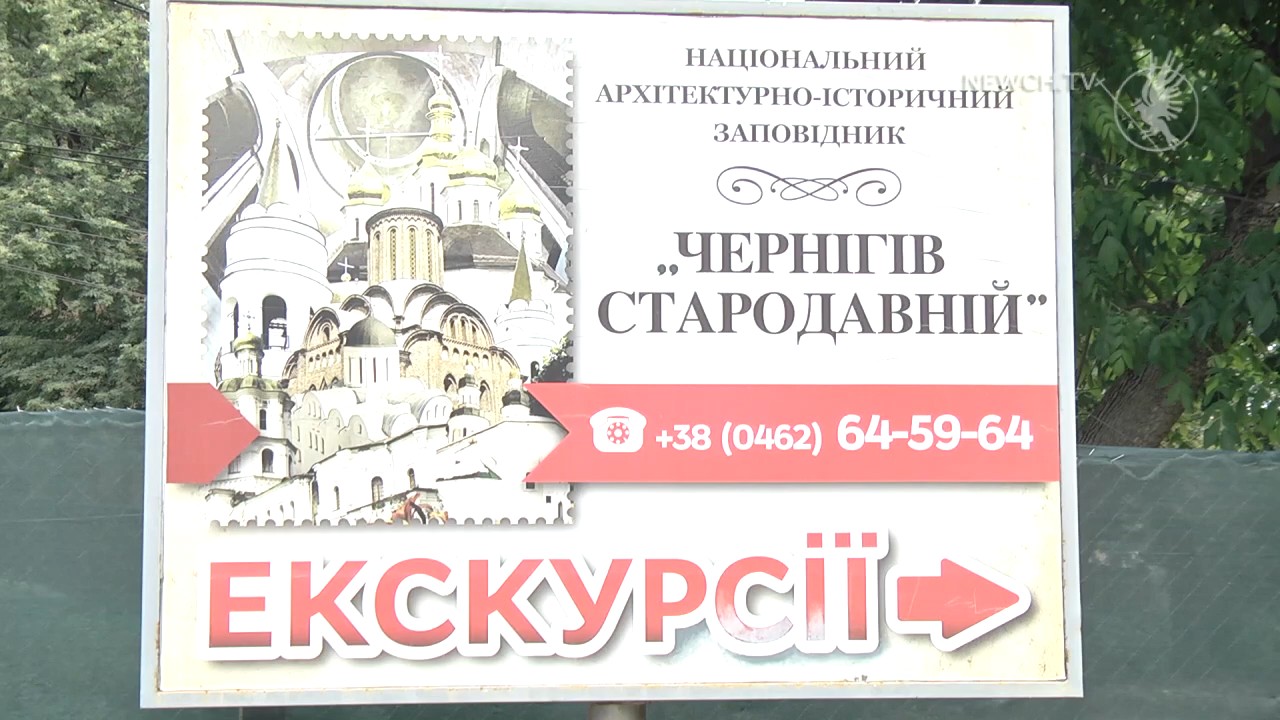 НАЦІОНАЛЬНИЙ
АРХІТЕКТУРНО-ІСТОРИЧНИЙ
ЗАПОВІДНИК
NEWCH.TV
„ЧЕРНІГІВ
СТАРОДАВНІЙ”
+38 (0462) 64-59-64
ЕКСКУРСІЇ